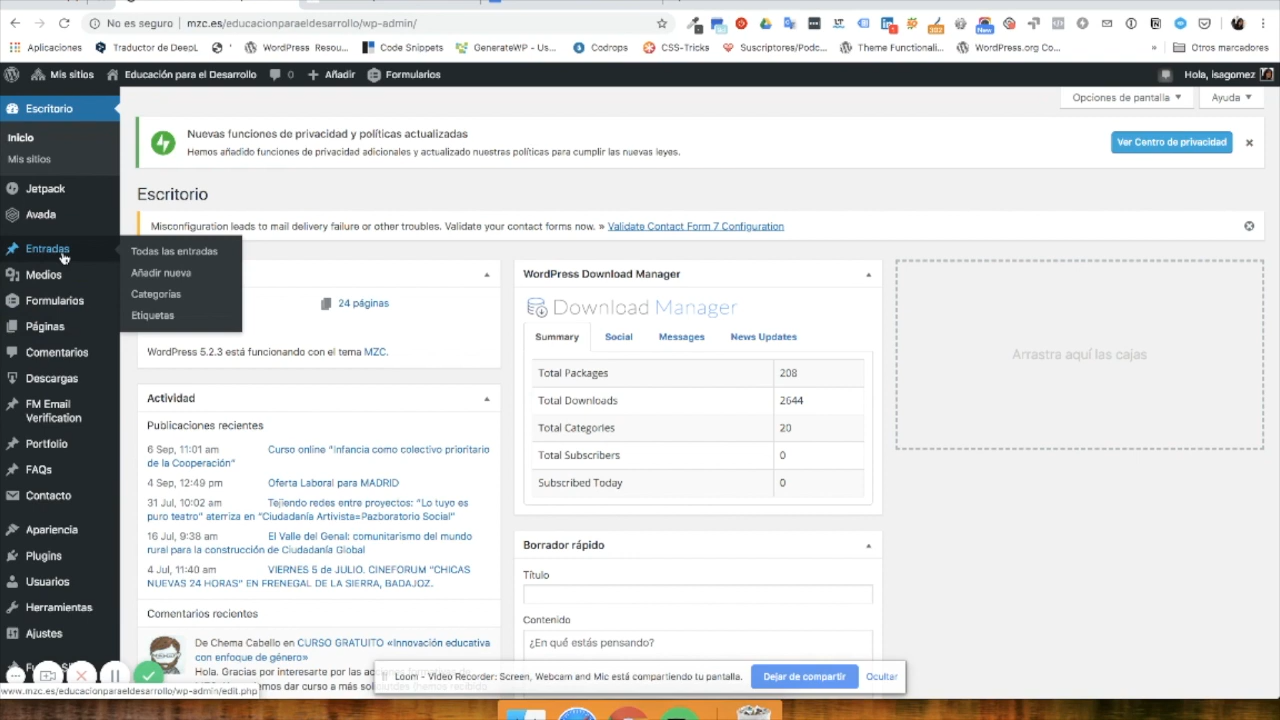 No es seguro
mzc.es/educacionparaeldesarrollo/wp-admin/
Aplicaciones
Traductor de DeepL
WordPress Resou...
Code Snippets
GenerateWP - Us...
Codrops
CSS-Tricks
Suscriptores/Podc...
Theme Functionali...
WordPress.org Co...
»
Otros marcadores
Mis sitios
Educación para el Desarrollo
0
Añadir
Formularios
Hola, isagomez
Escritorio
Inicio
Mis sitios
Jetpack
Avada
Entradas
Medios
Formularios
Páginas
Comentarios
Descargas
FM Email
Verification
Portfolio
FAQs
Contacto
Apariencia
Plugins
Usuarios
Herramientas
Ajustes
Todas las entradas
Añadir nueva
Categorías
Etiquetas
Opciones de pantalla
Ayuda
Nuevas funciones de privacidad y políticas actualizadas
Hemos añadido funciones de privacidad adicionales y actualizado nuestras políticas para cumplir las nuevas leyes.
Ver Centro de privacidad
Escritorio
Misconfiguration leads to mail delivery failure or other troubles. Validate your contact forms now. » Validate Contact Form 7 Configuration
24 páginas
WordPress 5.2.3 está funcionando con el tema MZC.
Actividad
Publicaciones recientes
6 Sep, 11:01 am Curso online "Infancia como colectivo prioritario
de la Cooperación"
4 Sep, 12:49 pm Oferta Laboral para MADRID
31 Jul, 10:02 am Tejiendo redes entre proyectos: "Lo tuyo es
puro teatro" aterriza en "Ciudadanía Artivista=Pazboratorio Social"
16 Jul, 9:38 am El Valle del Genal: comunitarismo del mundo
rural para la construcción de Ciudadanía Global
4 Jul, 11:40 am VIERNES 5 de JULIO. CINEFORUM "CHICAS
NUEVAS 24 HORAS" EN FRENEGAL DE LA SIERRA, BADAJOZ.
Comentarios recientes
De Chema Cabello en CURSO GRATUITO «Innovación educativa
con enfoque de género»
Hola. Gracias por interesarte por las
WordPress Download Manager
Download Manager
Summary
Social
Messages
News Updates
Total Packages 208
Total Downloads 2644
Total Categories 20
Total Subscribers 0
Subscribed Today 0
Borrador rápido
Título
Contenido
¿En qué estás pensando?
Arrastra aquí las cajas
Loom - Video Recorder: Screen, Webcam and Mic está compartiendo tu pantalla.
Dejar de compartir
Ocultar
www.mzc.es/educacionparaeldesarrollo/wp-admin/edit.php